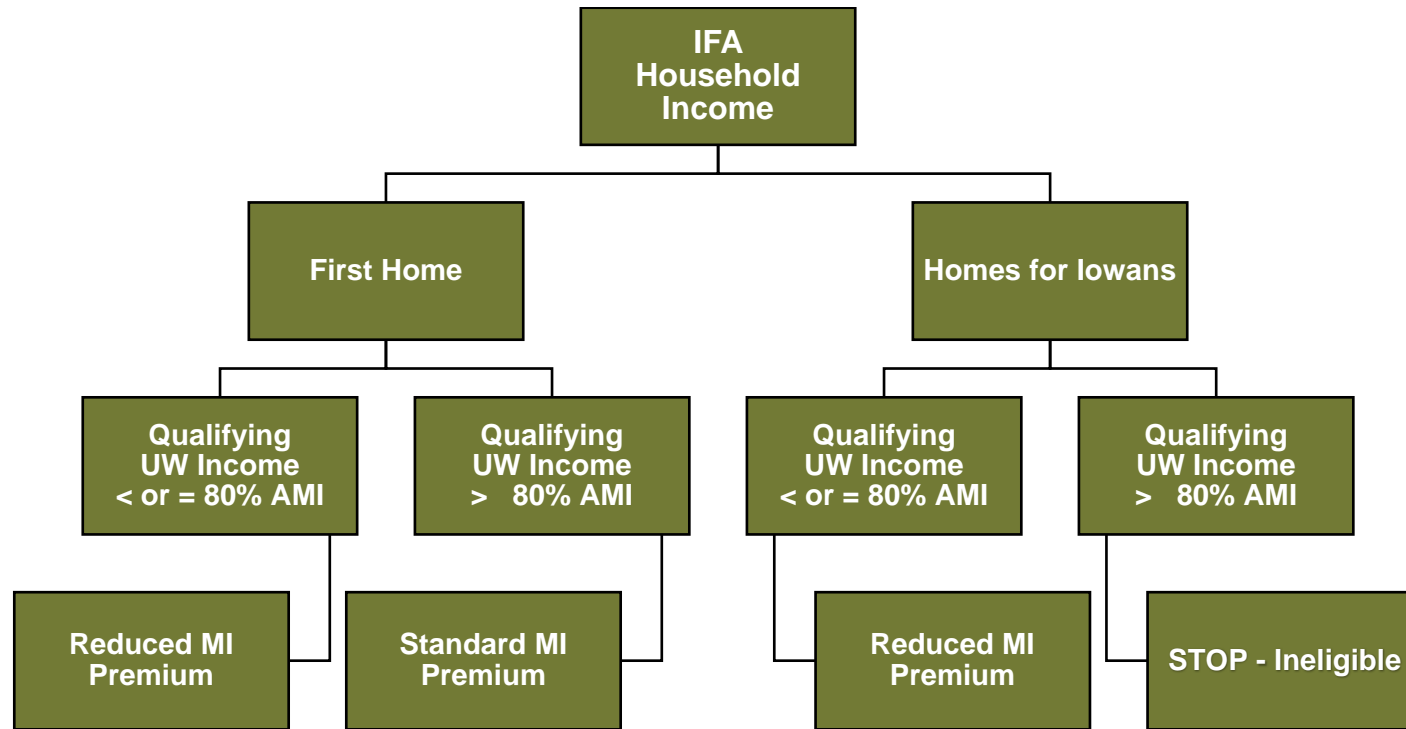 IFA
Household
Income
First Home
Homes for Iowans
Qualifying
UW Income
< or = 80% AMI
Qualifying
UW Income
> 80% AMI
Qualifying
UW Income
< or = 80% AMI
Qualifying
UW Income
> 80% AMI
Reduced MI
Premium
Standard MI
Premium
Reduced MI
Premium
STOP - Ineligible